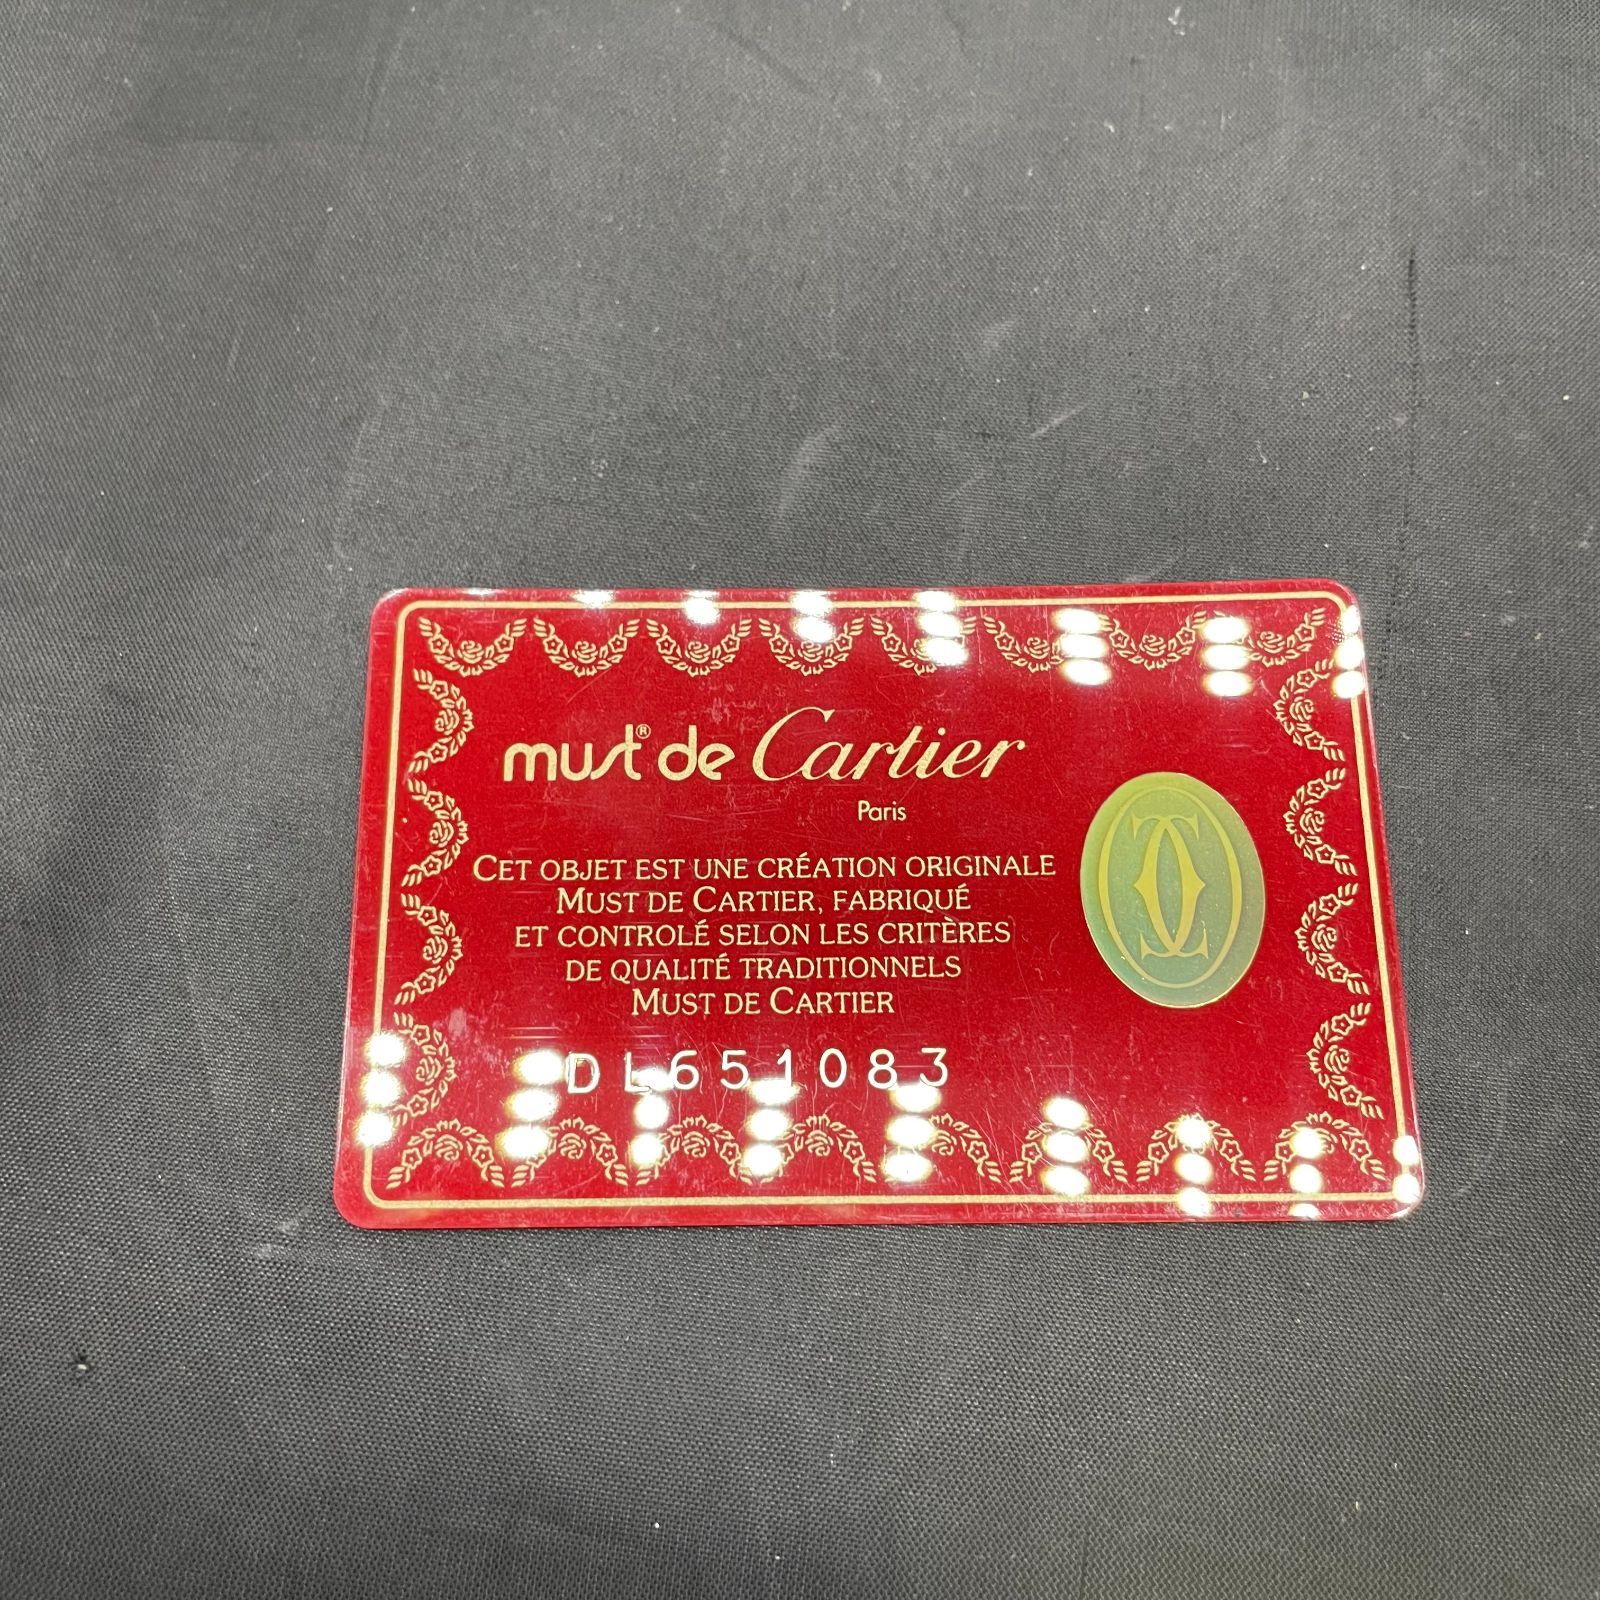 must® de Cartier
Paris
CET OBJET EST UNE CRÉATION ORIGINALE
MUST DE CARTIER, FABRIQUÉ
ET CONTROLÉ SELON LES CRITÈRES
DE QUALITÉ TRADITIONNELS
MUST DE CARTIER
DL651083